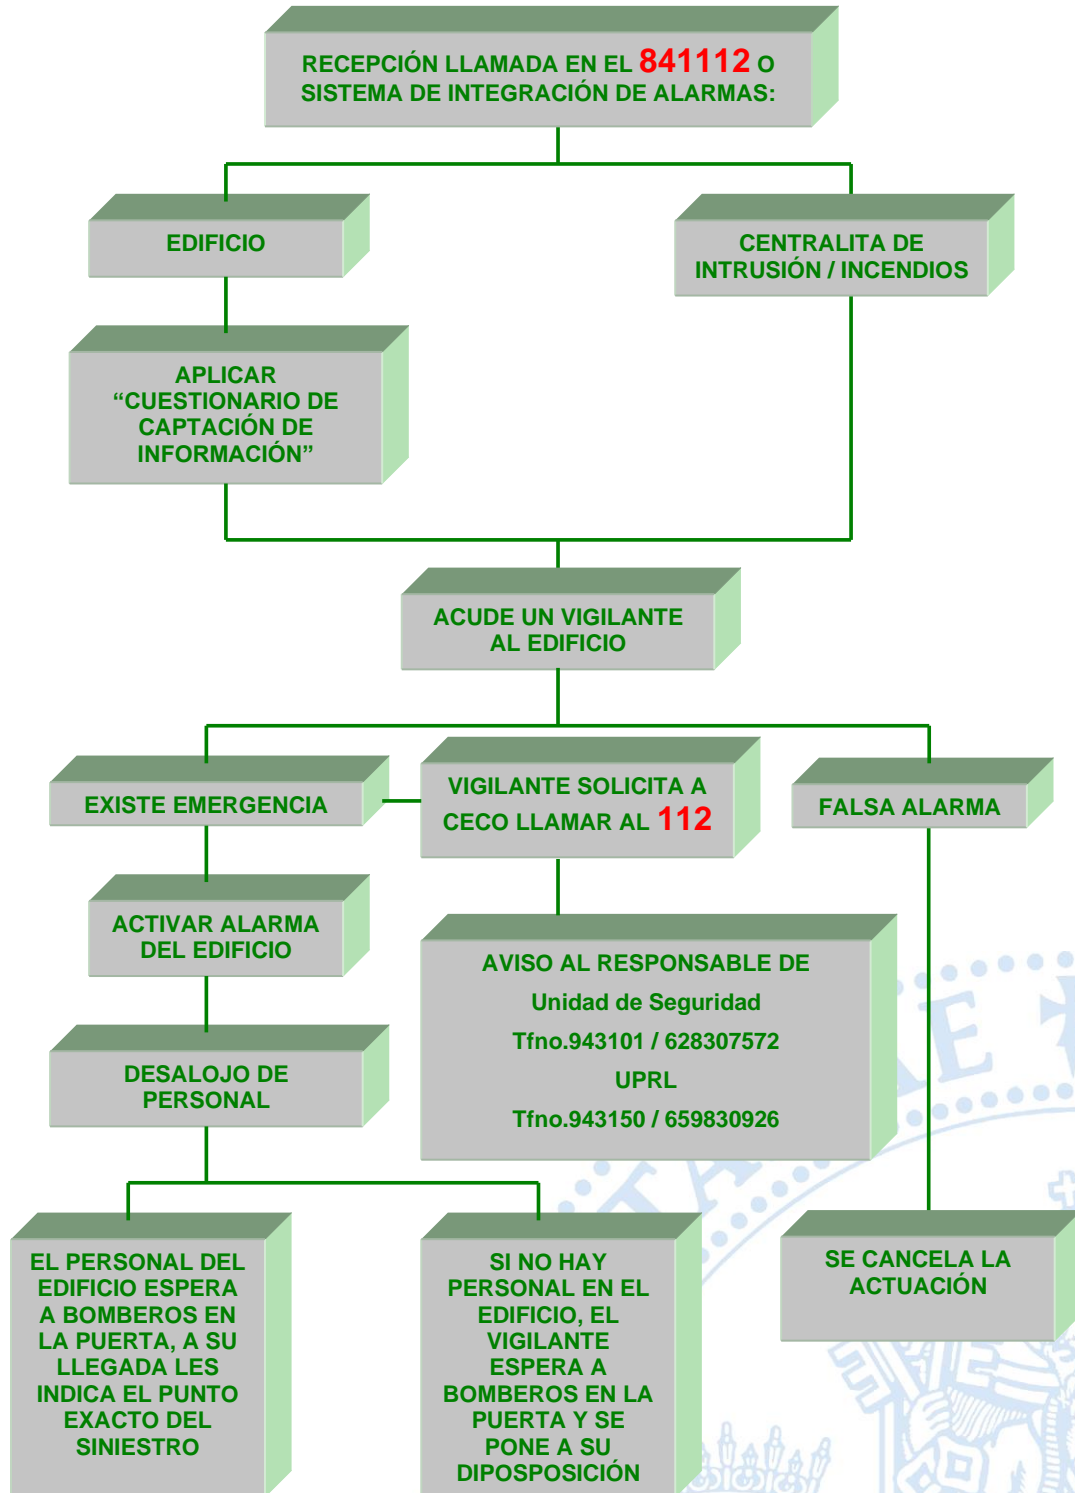 RECEPCIÓN LLAMADA EN EL 841112 O
SISTEMA DE INTEGRACIÓN DE ALARMAS:
EDIFICIO
CENTRALITA DE
INTRUSIÓN / INCENDIOS
APLICAR
“CUESTIONARIO DE
CAPTACIÓN DE
INFORMACIÓN”
ACUDE UN VIGILANTE
AL EDIFICIO
EXISTE EMERGENCIA
VIGILANTE SOLICITA A
CECO LLAMAR AL 112
FALSA ALARMA
ACTIVAR ALARMA
DEL EDIFICIO
AVISO AL RESPONSABLE DE
Unidad de Seguridad
Tfno.943101 / 628307572
UPRL
Tfno.943150 / 659830926
DESALOJO DE
PERSONAL
EL PERSONAL DEL
EDIFICIO ESPERA
A BOMBEROS EN
LA PUERTA, A SU
LLEGADA LES
INDICA EL PUNTO
EXACTO DEL
SINIESTRO
SI NO HAY
PERSONAL EN EL
EDIFICIO, EL
VIGILANTE
ESPERA A
BOMBEROS EN LA
PUERTA Y SE
PONE A SU
DIPOSPOSICIÓN
SE CANCELA LA
ACTUACIÓN